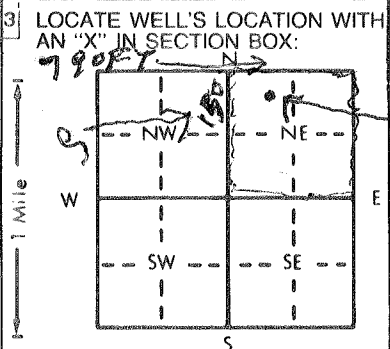 3 LOCATE WELL'S LOCATION WITH
AN "X" IN SECTION BOX:
N
NW NE
W E
1 Mile
SW SE
S